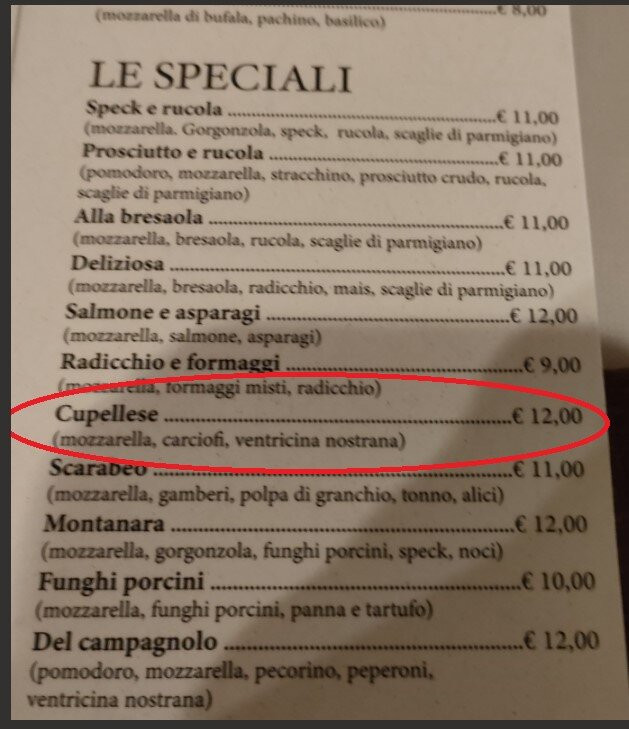 (mozzarella di bufala, pachino, basilico) € 8,00
LE SPECIALI
Speck e rucola ........................................................€ 11,00
(mozzarella. Gorgonzola, speck, rucola, scaglie di parmigiano)
Prosciutto e rucola ................................................€ 11,00
(pomodoro, mozzarella, stracchino, prosciutto crudo, rucola,
scaglie di parmigiano)
Alla bresaola ...........................................................€ 11,00
(mozzarella, bresaola, rucola, scaglie di parmigiano)
Deliziosa ..................................................................€ 11,00
(mozzarella, bresaola, radicchio, mais, scaglie di parmigiano)
Salmone e asparagi ................................................€ 12,00
(mozzarella, salmone, asparagi)
Radicchio e formaggi ...............................................€ 9,00
(mozzarella, formaggi misti, radicchio)
Cupellese ..................................................................€ 12,00
(mozzarella, carciofi, ventricina nostrana)
Scarabeo ..................................................................€ 11,00
(mozzarella, gamberi, polpa di granchio, tonno, alici)
Montanara ...............................................................€ 12,00
(mozzarella, gorgonzola, funghi porcini, speck, noci)
Funghi porcini ........................................................€ 10,00
(mozzarella, funghi porcini, panna e tartufo)
Del campagnolo .....................................................€ 12,00
(pomodoro, mozzarella, pecorino, peperoni,
ventricina nostrana)